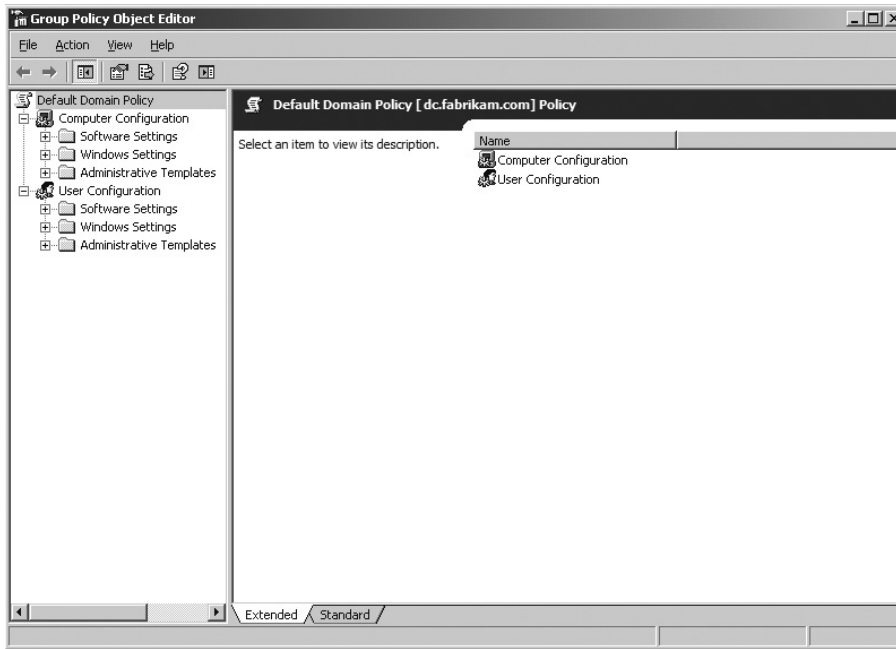 Group Policy Object Editor
File Action View Help
Default Domain Policy
Computer Configuration
Software Settings
Windows Settings
Administrative Templates
User Configuration
Software Settings
Windows Settings
Administrative Templates
Default Domain Policy [ dc.fabrikam.com] Policy
Select an item to view its description.
Name
Computer Configuration
User Configuration
Extended Standard